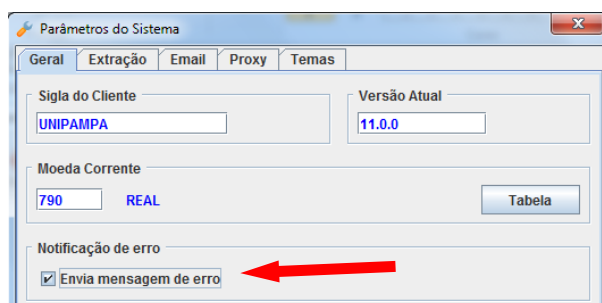 Parâmetros do Sistema
Geral Extração Email Proxy Temas
Sigla do Cliente Versão Atual
UNIPAMPA 11.0.0
Moeda Corrente
790 REAL Tabela
Notificação de erro
Envia mensagem de erro